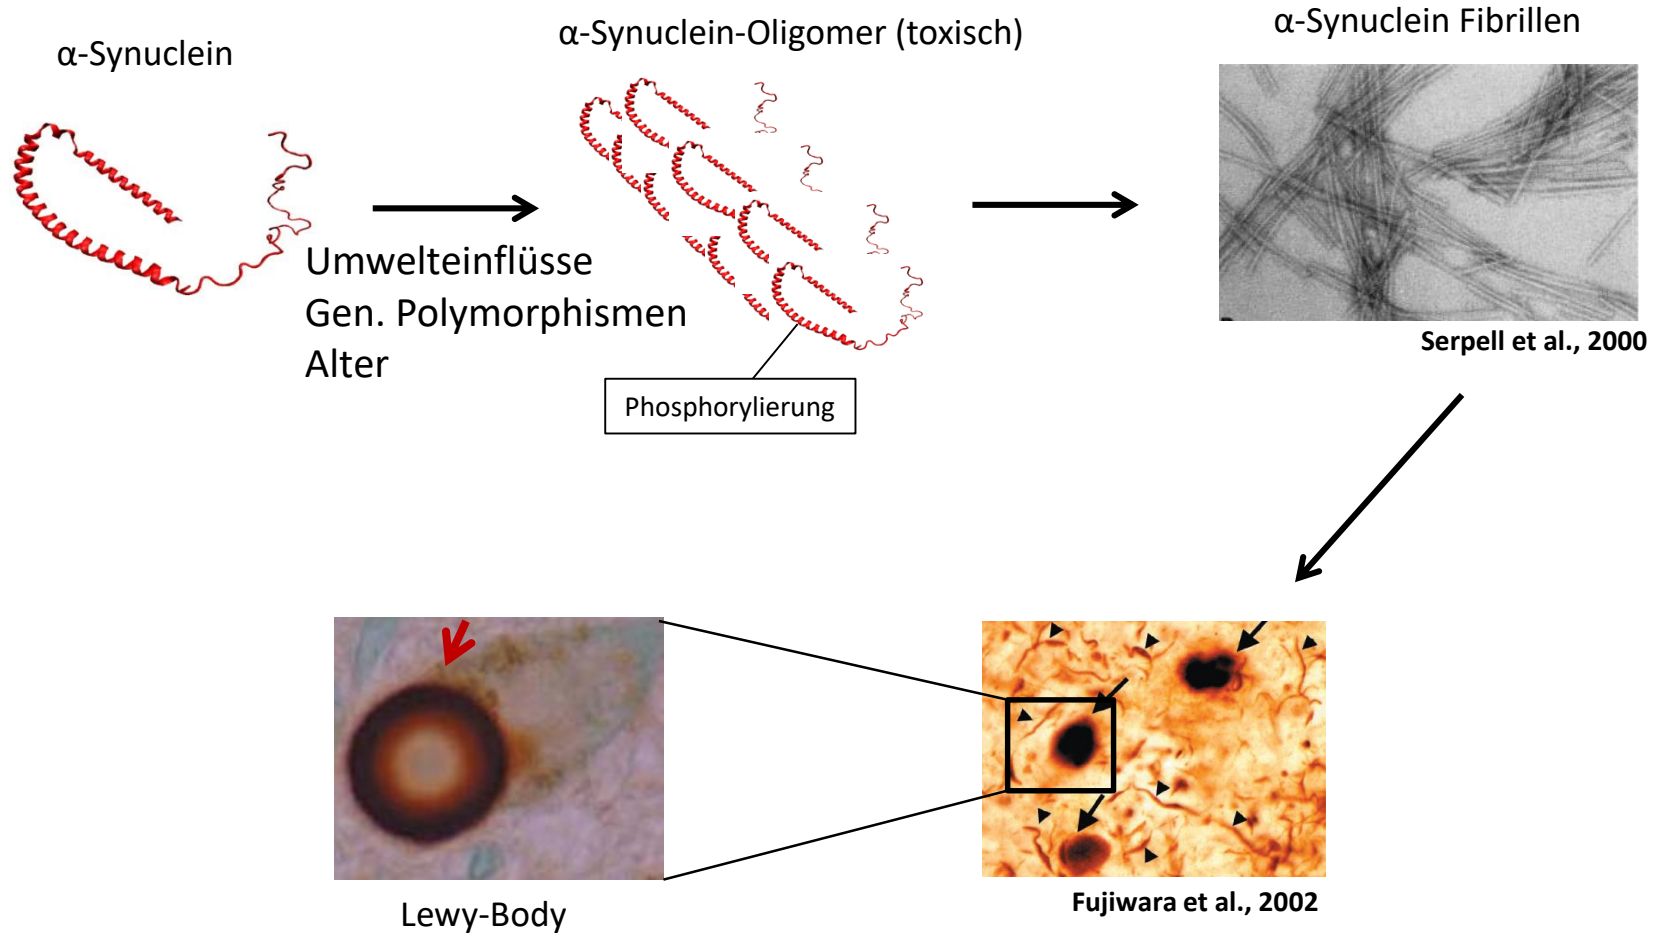 α-Synuclein
α-Synuclein-Oligomer (toxisch)
α-Synuclein Fibrillen
Umwelteinflüsse
Gen. Polymorphismen
Alter
Phosphorylierung
Serpell et al., 2000
Lewy-Body
Fujiwara et al., 2002